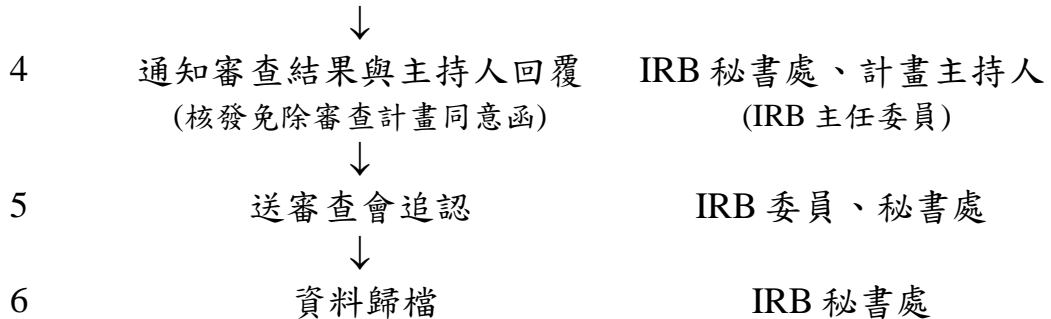 ↓
4 通知審查結果與主持人回覆 IRB 秘書處、計畫主持人
(核發免除審查計畫同意函) (IRB 主任委員)
↓
5 送審查會追認 IRB 委員、秘書處
↓
6 資料歸檔 IRB 秘書處